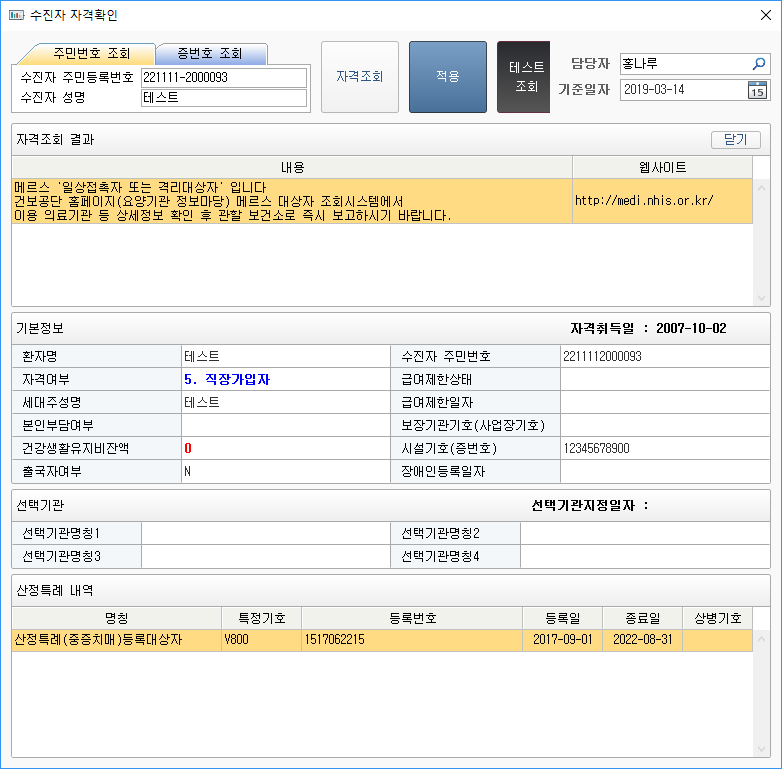 수진자 자격확인
주민번호 조회 증번호 조회
수진자 주민등록번호 221111-2000093
수진자 성명 테스트
자격조회
적용
테스트
조회
담당자 홍나루
기준일자 2019-03-14 15
자격조회 결과 닫기
내용 웹사이트
메르스 '일상접촉자 또는 격리대상자' 입니다
건보공단 홈페이지(요양기관 정보마당) 메르스 대상자 조회시스템에서
이용 의료기관 등 상세정보 확인 후 관할 보건소로 즉시 보고하시기 바랍니다.
http://medi.nhis.or.kr/
기본정보 자격취득일 : 2007-10-02
환자명 테스트 수진자 주민번호 2211112000093
자격여부 5. 직장가입자 급여제한상태
세대주성명 테스트 급여제한일자
본인부담여부 보장기관기호(사업장기호)
건강생활유지비잔액 0 시설기호(증번호) 12345678900
출국자여부 N 장애인등록일자
선택기관 선택기관지정일자 :
선택기관명칭1 선택기관명칭2
선택기관명칭3 선택기관명칭4
산정특례 내역
명칭 특정기호 등록번호 등록일 종료일 상병기호
산정특례(중증치매)등록대상자 V800 1517062215 2017-09-01 2022-08-31